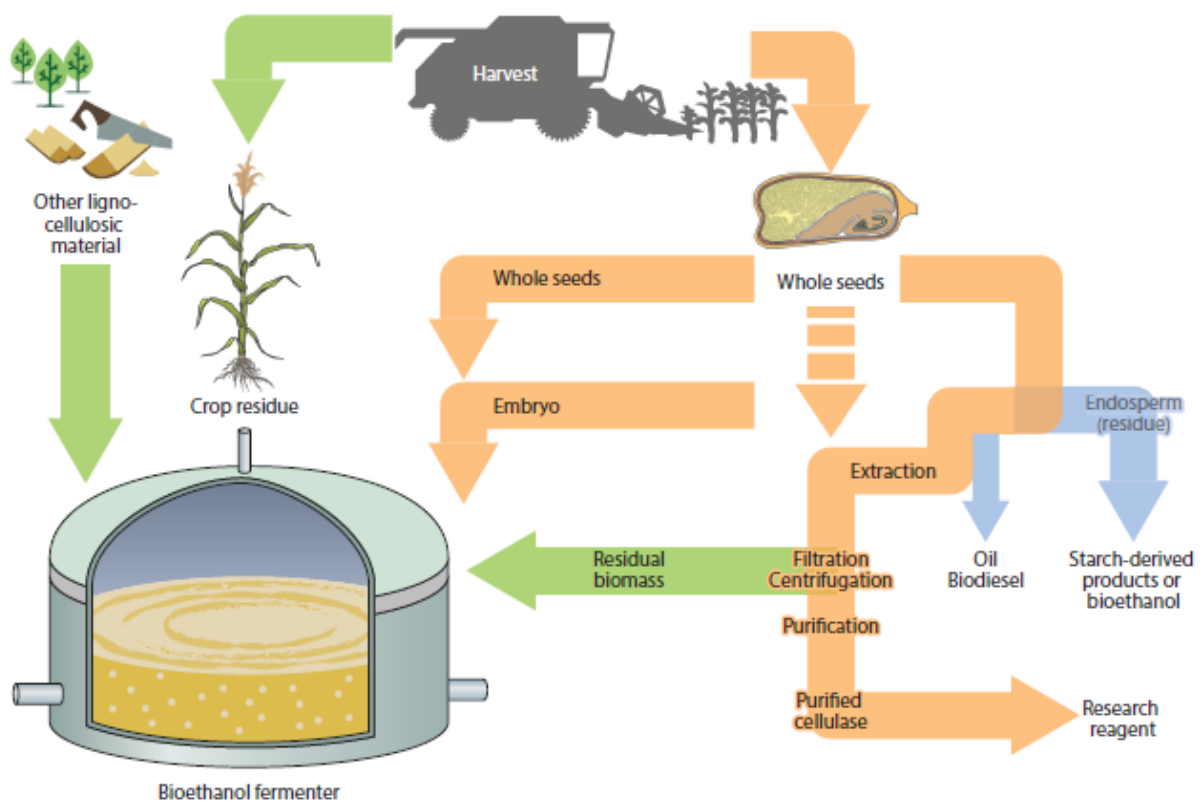 Harvest
Other ligno-
cellulosic
material
Whole seeds
Whole seeds
Crop residue
Embryo
Endosperm
(residue)
Extraction
Residual
biomass
Filtration
Centrifugation
Oil
Biodiesel
Starch-derived
products or
bioethanol
Purification
Purified
cellulase
Research
reagent
Bioethanol fermenter